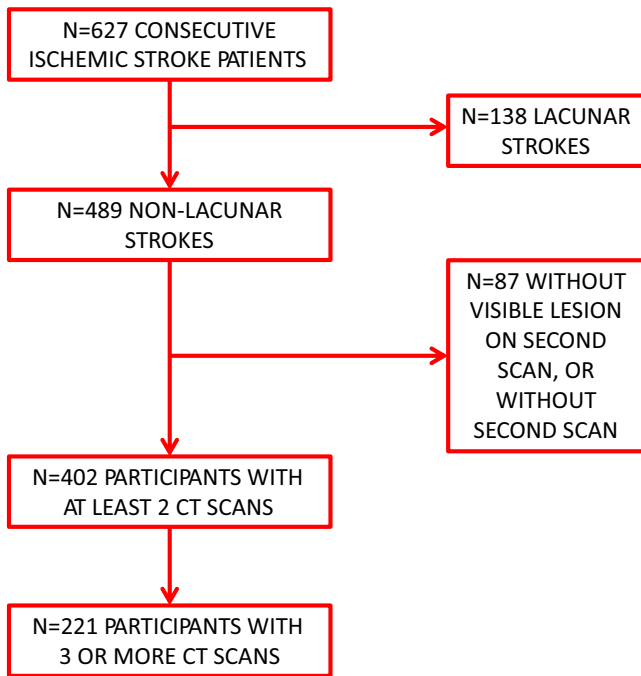 N=627 CONSECUTIVE
ISCHEMIC STROKE PATIENTS
N=138 LACUNAR
STROKES
N=489 NON-LACUNAR
STROKES
N=87 WITHOUT
VISIBLE LESION
ON SECOND
SCAN, OR
WITHOUT
SECOND SCAN
N=402 PARTICIPANTS WITH
AT LEAST 2 CT SCANS
N=221 PARTICIPANTS WITH
3 OR MORE CT SCANS